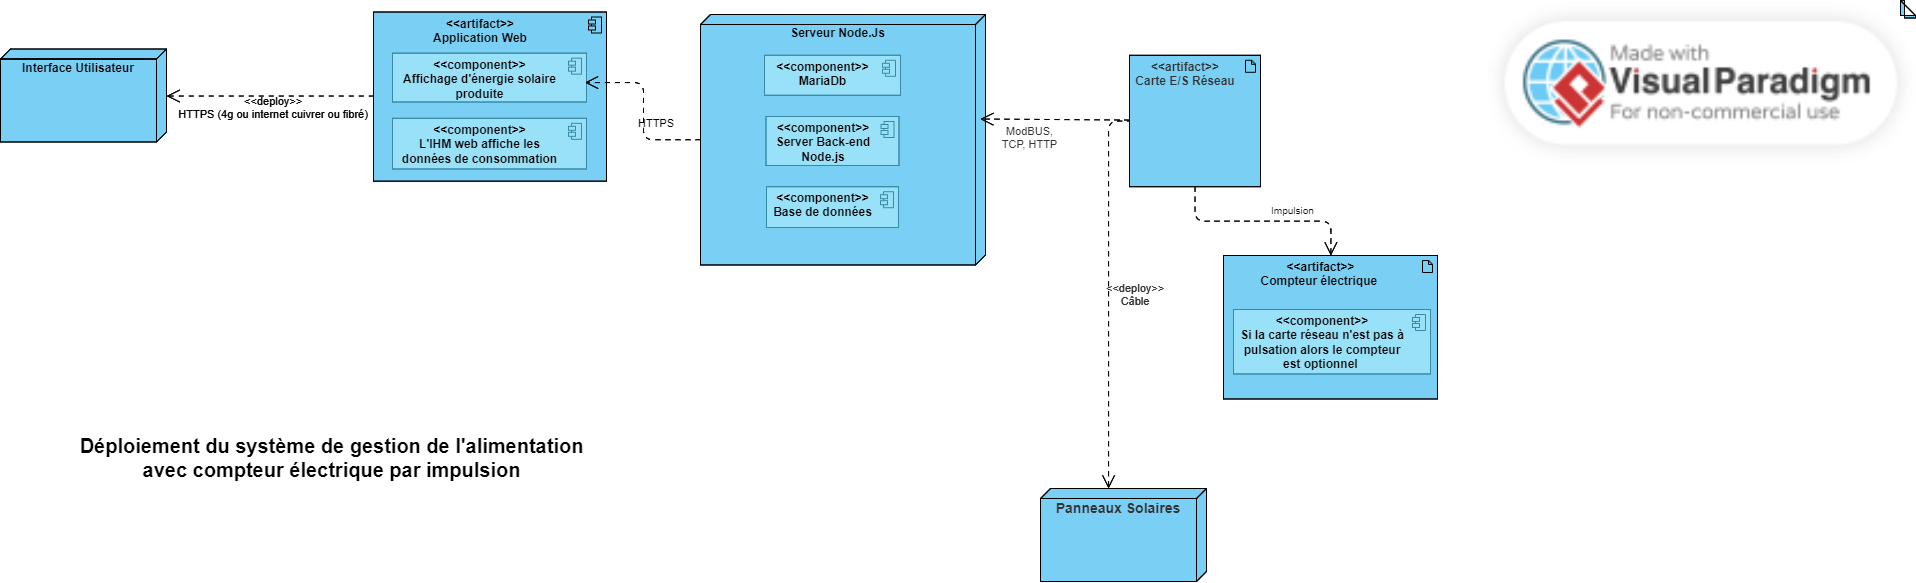 Interface Utilisateur
<<deploy>>
HTTPS (4g ou internet cuivrer ou fibré)
<<artifact>>
Application Web
<<component>>
Affichage d'énergie solaire
produite
<<component>>
L'IHM web affiche les
données de consommation
HTTPS
Serveur Node.Js
<<component>>
MariaDb
<<component>>
Server Back-end
Node.js
<<component>>
Base de données
ModBUS,
TCP, HTTP
<<artifact>>
Carte E/S Réseau
Impulsion
<<artifact>>
Compteur électrique
<<component>>
Si la carte réseau n'est pas à
pulsation alors le compteur
est optionnel
<<deploy>>
Câble
Panneaux Solaires
Déploiement du système de gestion de l'alimentation
avec compteur électrique par impulsion
Made with
Visual Paradigm
For non-commercial use